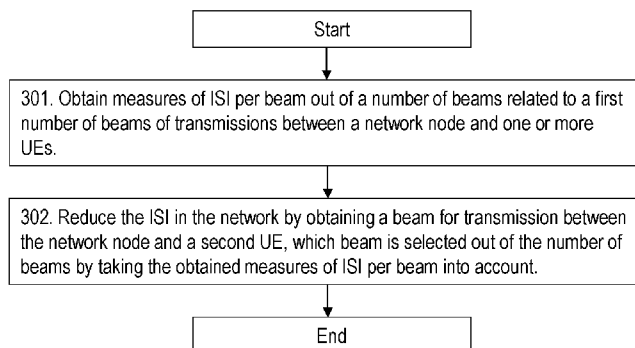 Start
301. Obtain measures of ISI per beam out of a number of beams related to a first
number of beams of transmissions between a network node and one or more
UEs.
302. Reduce the ISI in the network by obtaining a beam for transmission between
the network node and a second UE, which beam is selected out of the number of
beams by taking the obtained measures of ISI per beam into account.
End